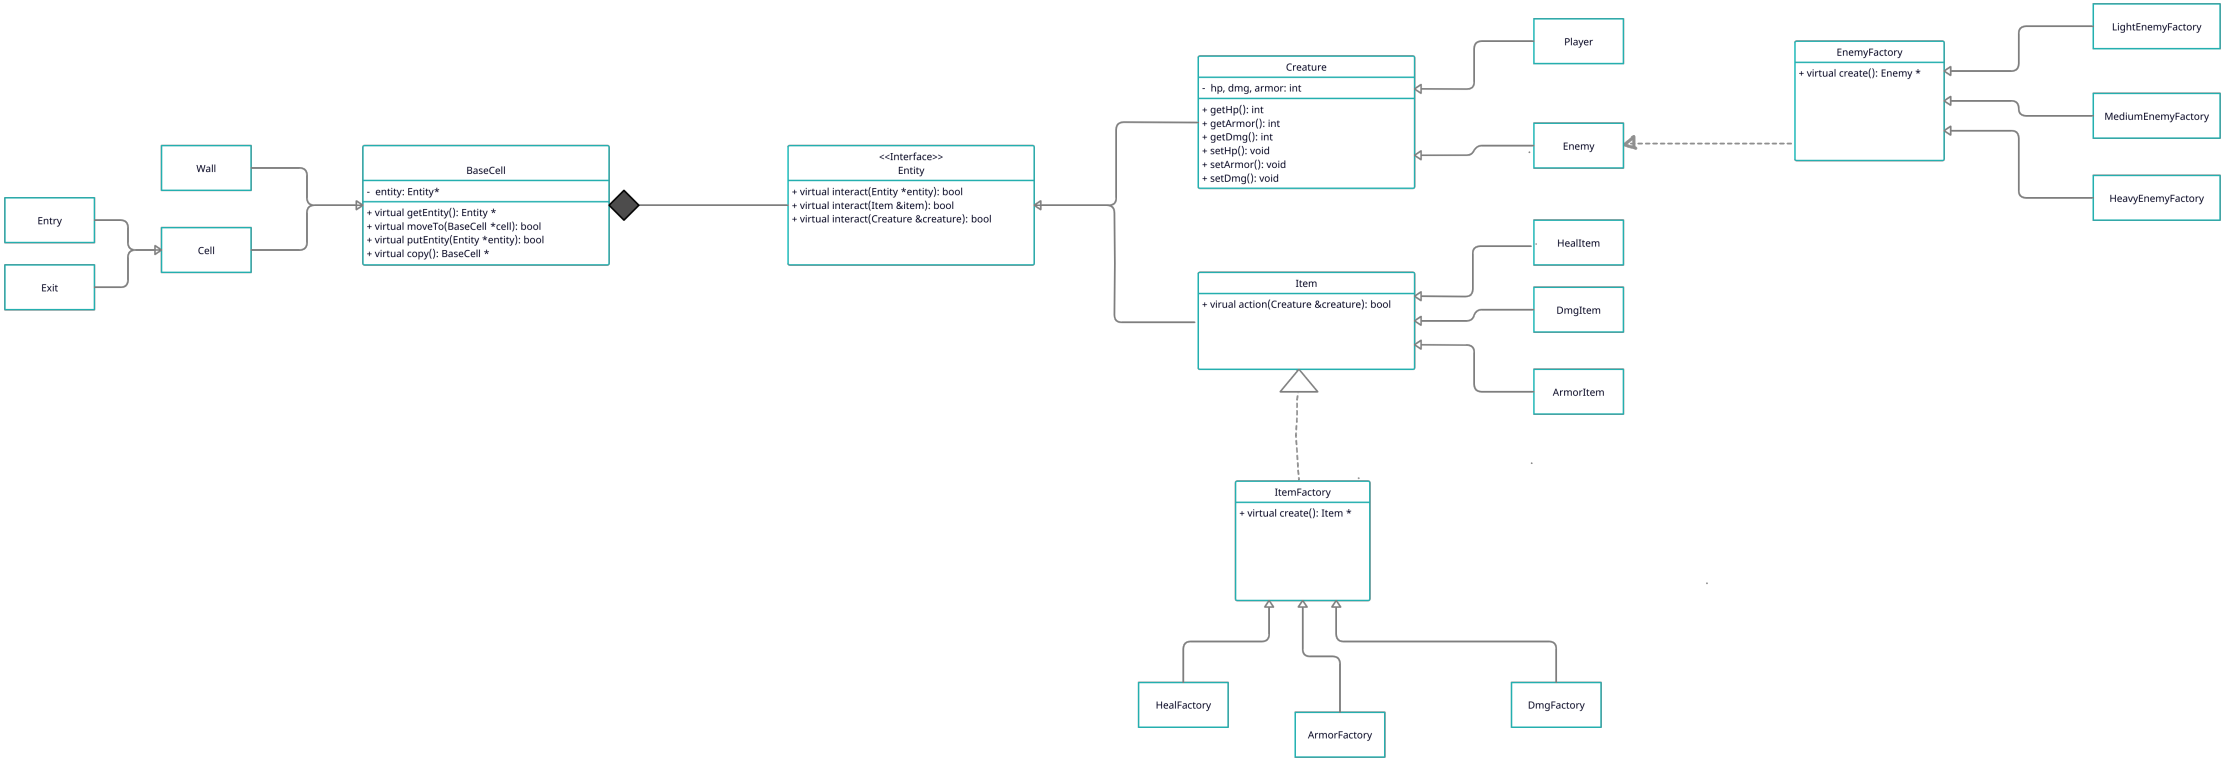 Wall
Entry
Cell
Exit
BaseCell
-  entity: Entity*
+ virtual getEntity(): Entity *
+ virtual moveTo(BaseCell *cell): bool
+ virtual putEntity(Entity *entity): bool
+ virtual copy(): BaseCell *
<<Interface>>
Entity
+ virtual interact(Entity *entity): bool
+ virtual interact(Item &item): bool
+ virtual interact(Creature &creature): bool
Creature
-  hp, dmg, armor: int
+ getHp(): int
+ getArmor(): int
+ getDmg(): int
+ setHp(): void
+ setArmor(): void
+ setDmg(): void
Player
Enemy
EnemyFactory
+ virtual create(): Enemy *
LightEnemyFactory
MediumEnemyFactory
HeavyEnemyFactory
Item
+ virual action(Creature &creature): bool
HealItem
DmgItem
ArmorItem
ItemFactory
+ virtual create(): Item *
HealFactory
ArmorFactory
DmgFactory